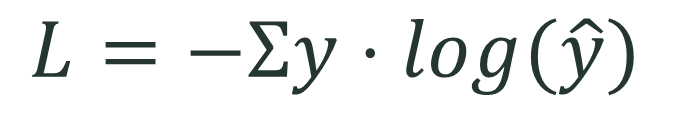 L = −Σy · log(ŷ)